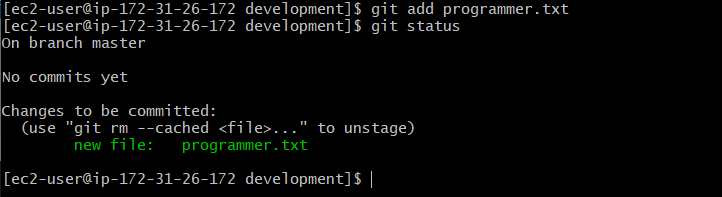 [ec2-user@ip-172-31-26-172 development]$ git add programmer.txt
[ec2-user@ip-172-31-26-172 development]$ git status
On branch master
No commits yet
Changes to be committed:
  (use "git rm --cached <file>..." to unstage)
        new file:   programmer.txt
[ec2-user@ip-172-31-26-172 development]$